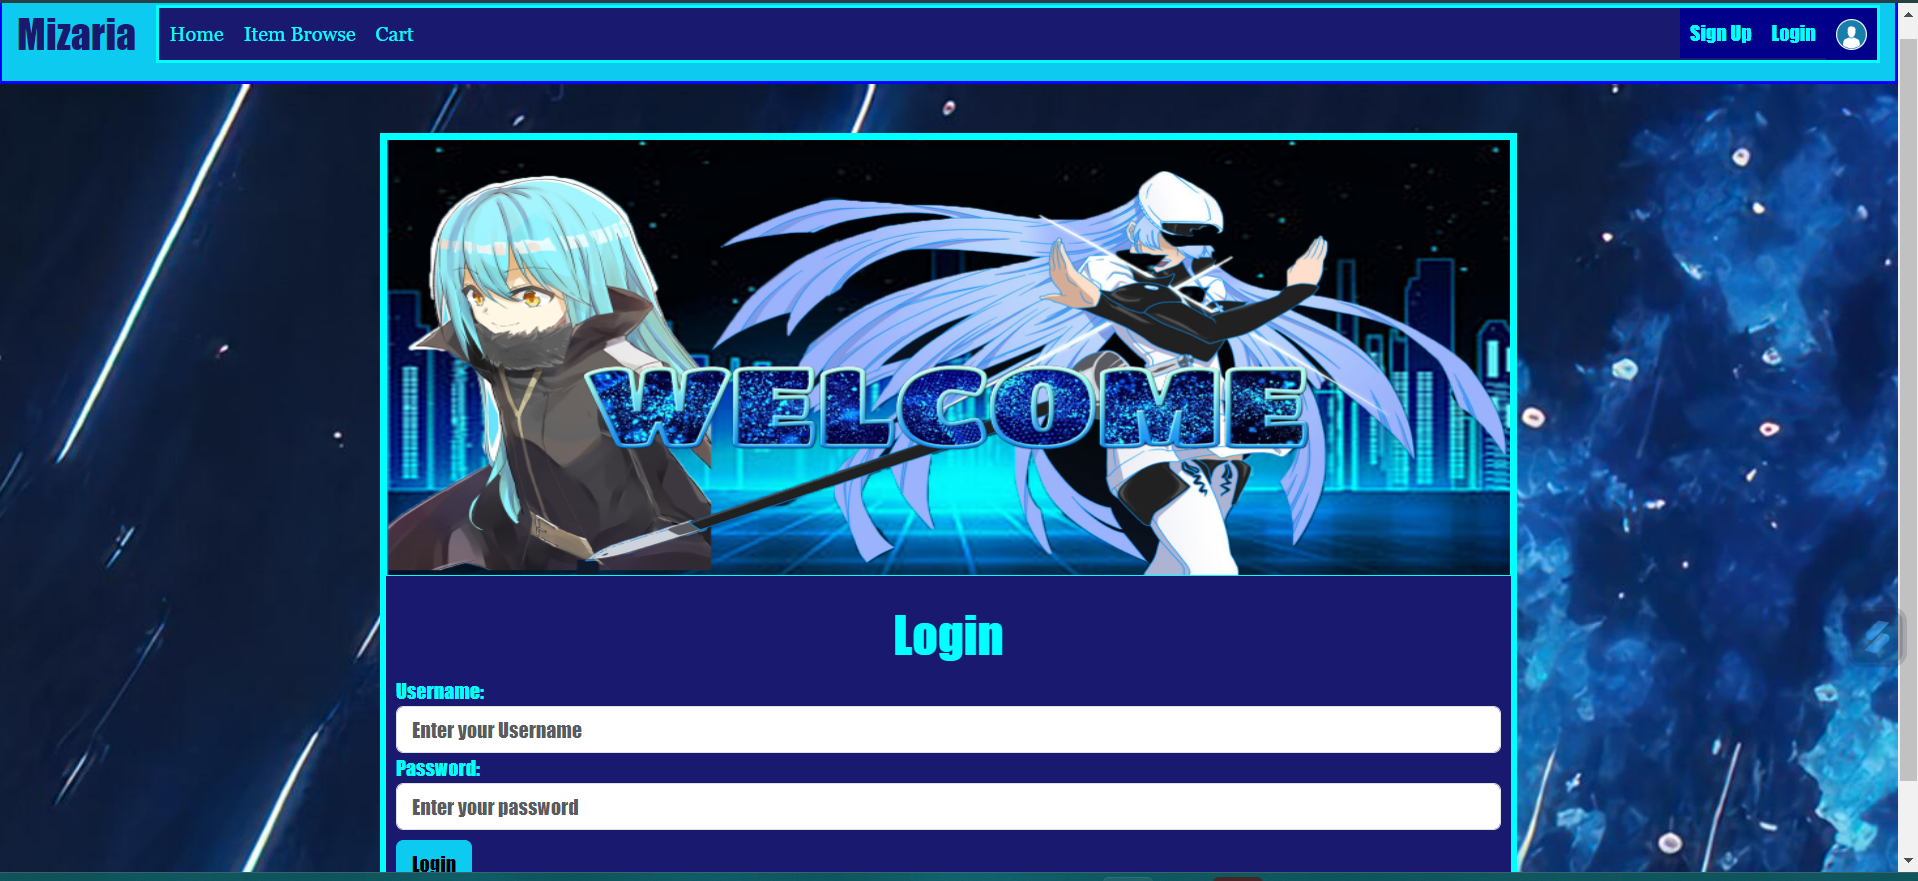 Mizaria
Home Item Browse Cart
Sign Up Login
WELCOME
Login
Username:
Enter your Username
Password:
Enter your password
Login